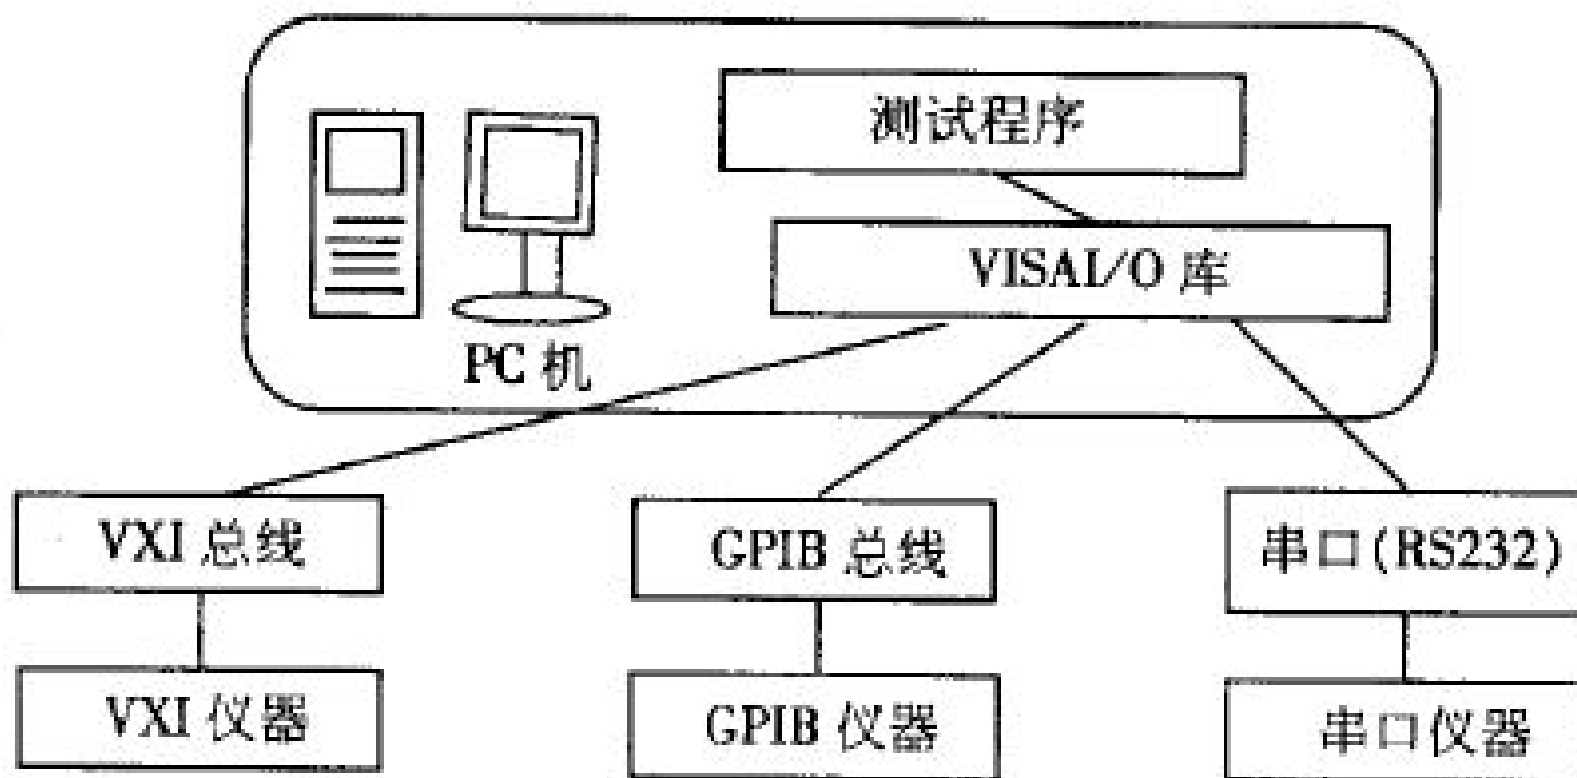 测试程序
VISAI/O 库
PC 机
VXI 总线
GPIB 总线
串口(RS232)
VXI 仪器
GPIB 仪器
串口仪器